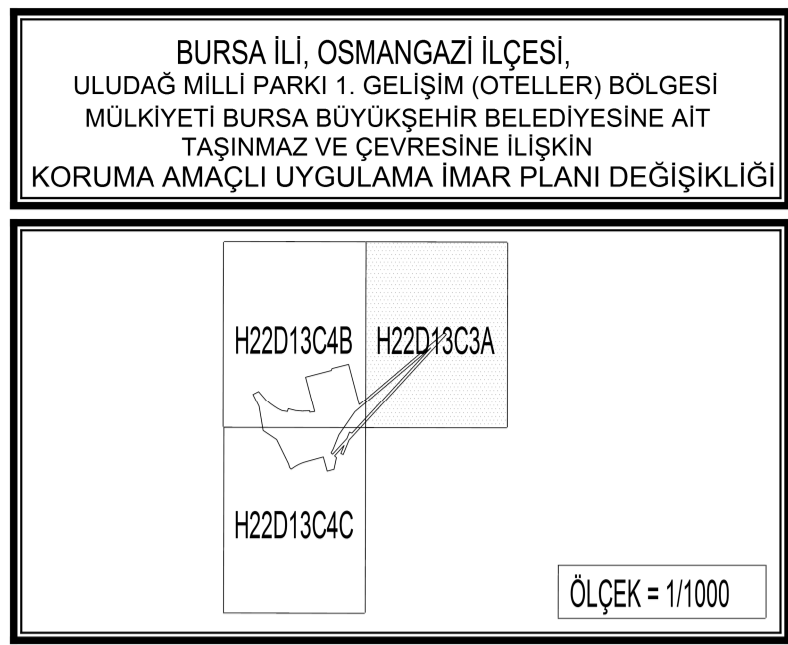 BURSA İLİ, OSMANGAZİ İLÇESİ,
ULUDAĞ MİLLİ PARKI 1. GELİŞİM (OTELLER) BÖLGESİ
MÜLKİYETİ BURSA BÜYÜKŞEHİR BELEDİYESİNE AİT
TAŞINMAZ VE ÇEVRESİNE İLİŞKİN
KORUMA AMAÇLI UYGULAMA İMAR PLANI DEĞİŞİKLİĞİ
H22D13C4B
H22D13C3A
H22D13C4C
ÖLÇEK = 1/1000